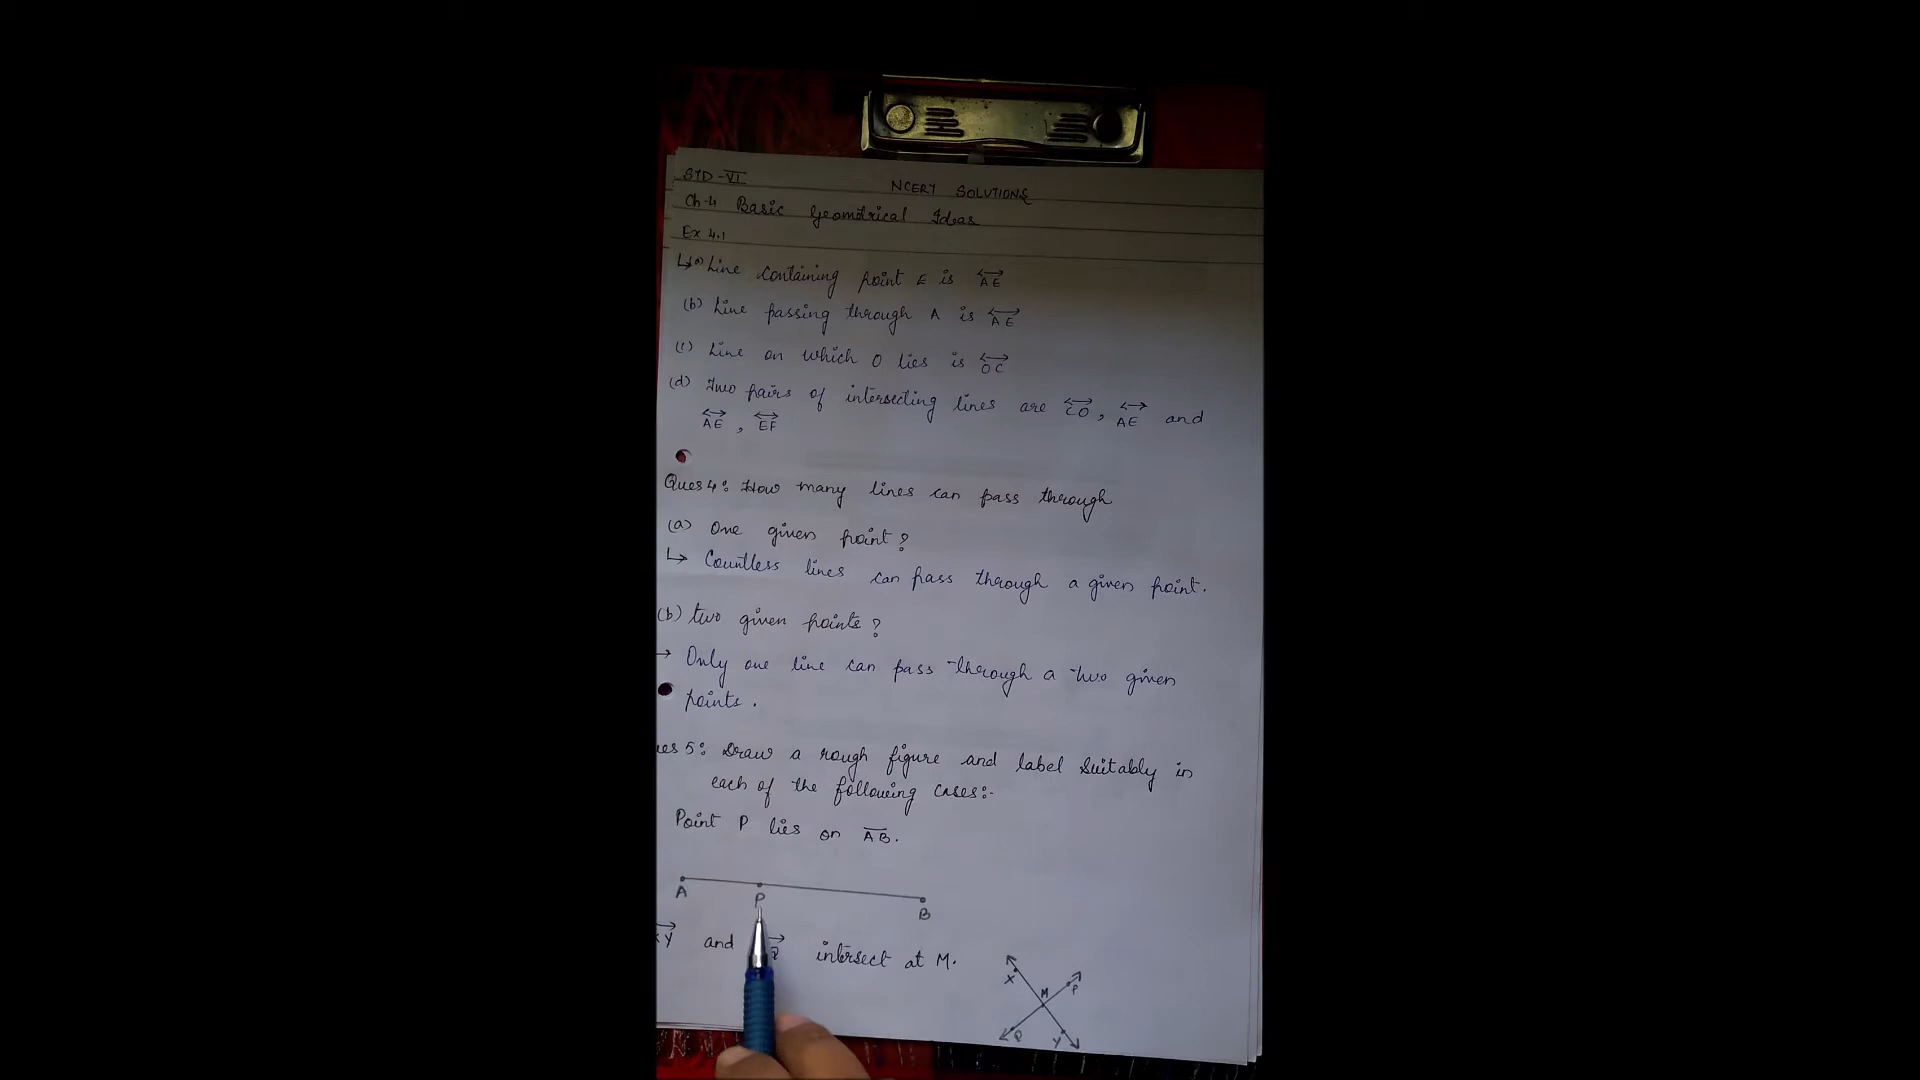 STD - VI
NCERT SOLUTIONS
Ch-4 Basic Geometrical Ideas
Ex 4.1
↳(a) Line containing point E is AE
(b) Line passing through A is AE
(c) Line on which O lies is OC
(d) Two pairs of intersecting lines are CO, AE and
AE, EF
Ques 4: How many lines can pass through
(a) One given point?
↳ Countless lines can pass through a given point.
(b) two given points?
→ Only one line can pass through a two given
points.
ues 5: Draw a rough figure and label suitably in
each of the following cases:-
Point P lies on AB.
A P B
XY and Q intersect at M.
X M P
Q Y